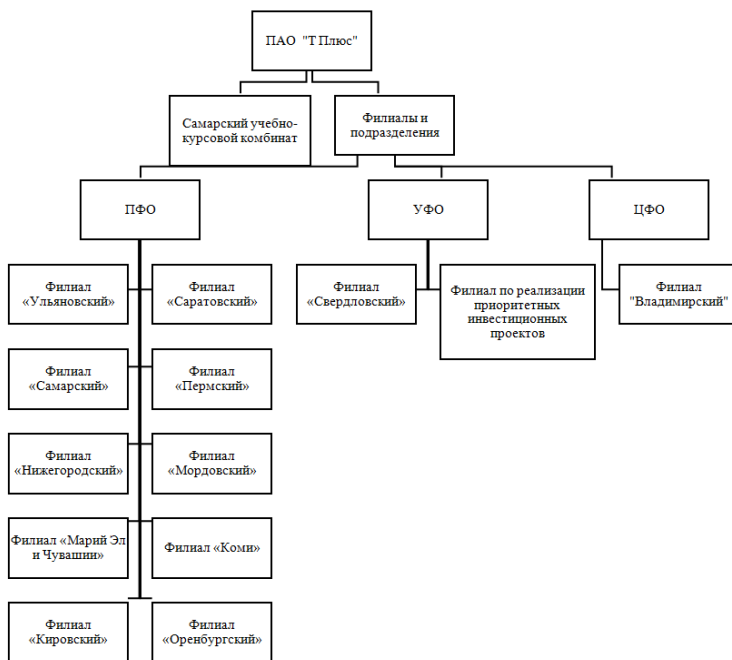 ПАО "Т Плюс"
Самарский учебно-
курсовой комбинат
Филиалы и
подразделения
ПФО
УФО
ЦФО
Филиал
«Ульяновский»
Филиал
«Саратовский»
Филиал
«Свердловский»
Филиал по реализации
приоритетных
инвестиционных
проектов
Филиал
"Владимирский"
Филиал
«Самарский»
Филиал
«Пермский»
Филиал
«Нижегородский»
Филиал
«Мордовский»
Филиал «Марий Эл
и Чувашии»
Филиал «Коми»
Филиал
«Кировский»
Филиал
«Оренбургский»